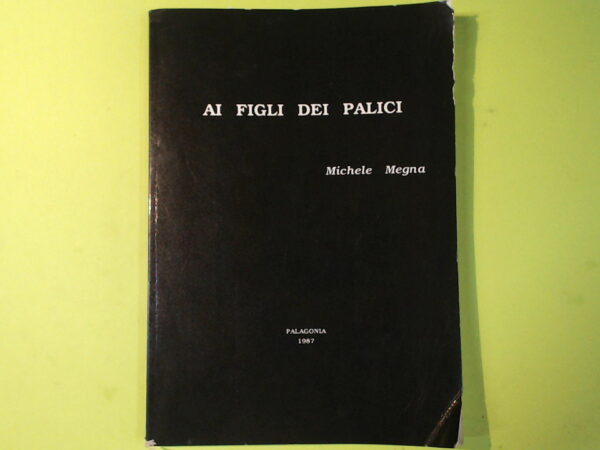 AI FIGLI DEI PALICI
Michele Megna
PALAGONIA
1987